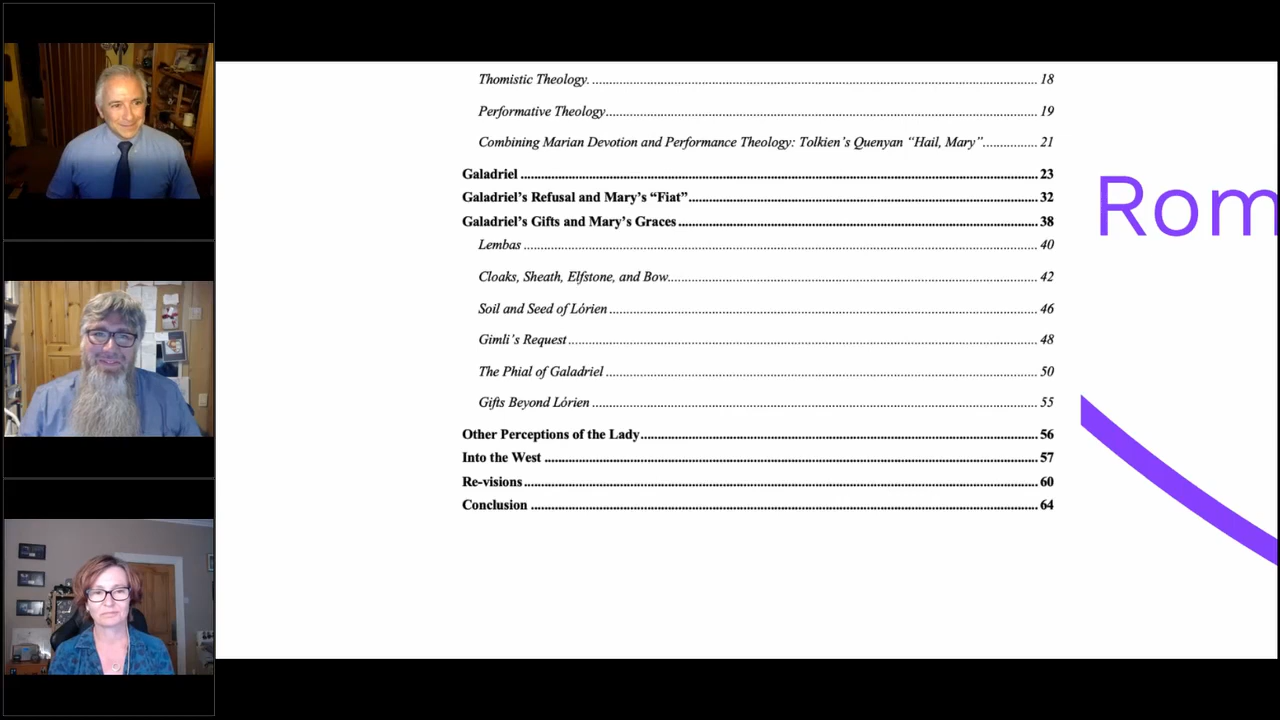 Thomistic Theology. ........ 18
Performative Theology........ 19
Combining Marian Devotion and Performance Theology: Tolkien's Quenyan “Hail, Mary”........ 21
Galadriel ........ 23
Galadriel's Refusal and Mary's “Fiat”........ 32
Galadriel's Gifts and Mary's Graces ........ 38
Lembas ........ 40
Cloaks, Sheath, Elfstone, and Bow........ 42
Soil and Seed of Lórien ........ 46
Gimli's Request ........ 48
The Phial of Galadriel ........ 50
Gifts Beyond Lórien ........ 55
Other Perceptions of the Lady........ 56
Into the West ........ 57
Re-visions ........ 60
Conclusion ........ 64
Rom